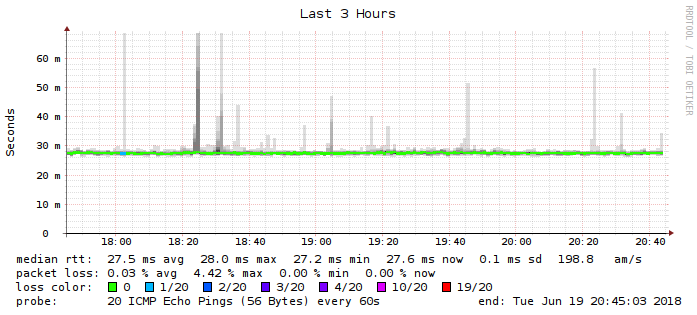 Last 3 Hours
RRDTOOL / TOBI OETIKER
Seconds
60 m
50 m
40 m
30 m
20 m
10 m
0
18:00 18:20 18:40 19:00 19:20 19:40 20:00 20:20 20:40
median rtt: 27.5 ms avg 28.0 ms max 27.2 ms min 27.6 ms now 0.1 ms sd 198.8 am/s
packet loss: 0.03 % avg 4.42 % max 0.00 % min 0.00 % now
loss color: 0 1/20 2/20 3/20 4/20 10/20 19/20
probe: 20 ICMP Echo Pings (56 Bytes) every 60s end: Tue Jun 19 20:45:03 2018